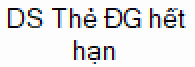 DS Thẻ ĐG hết
hạn